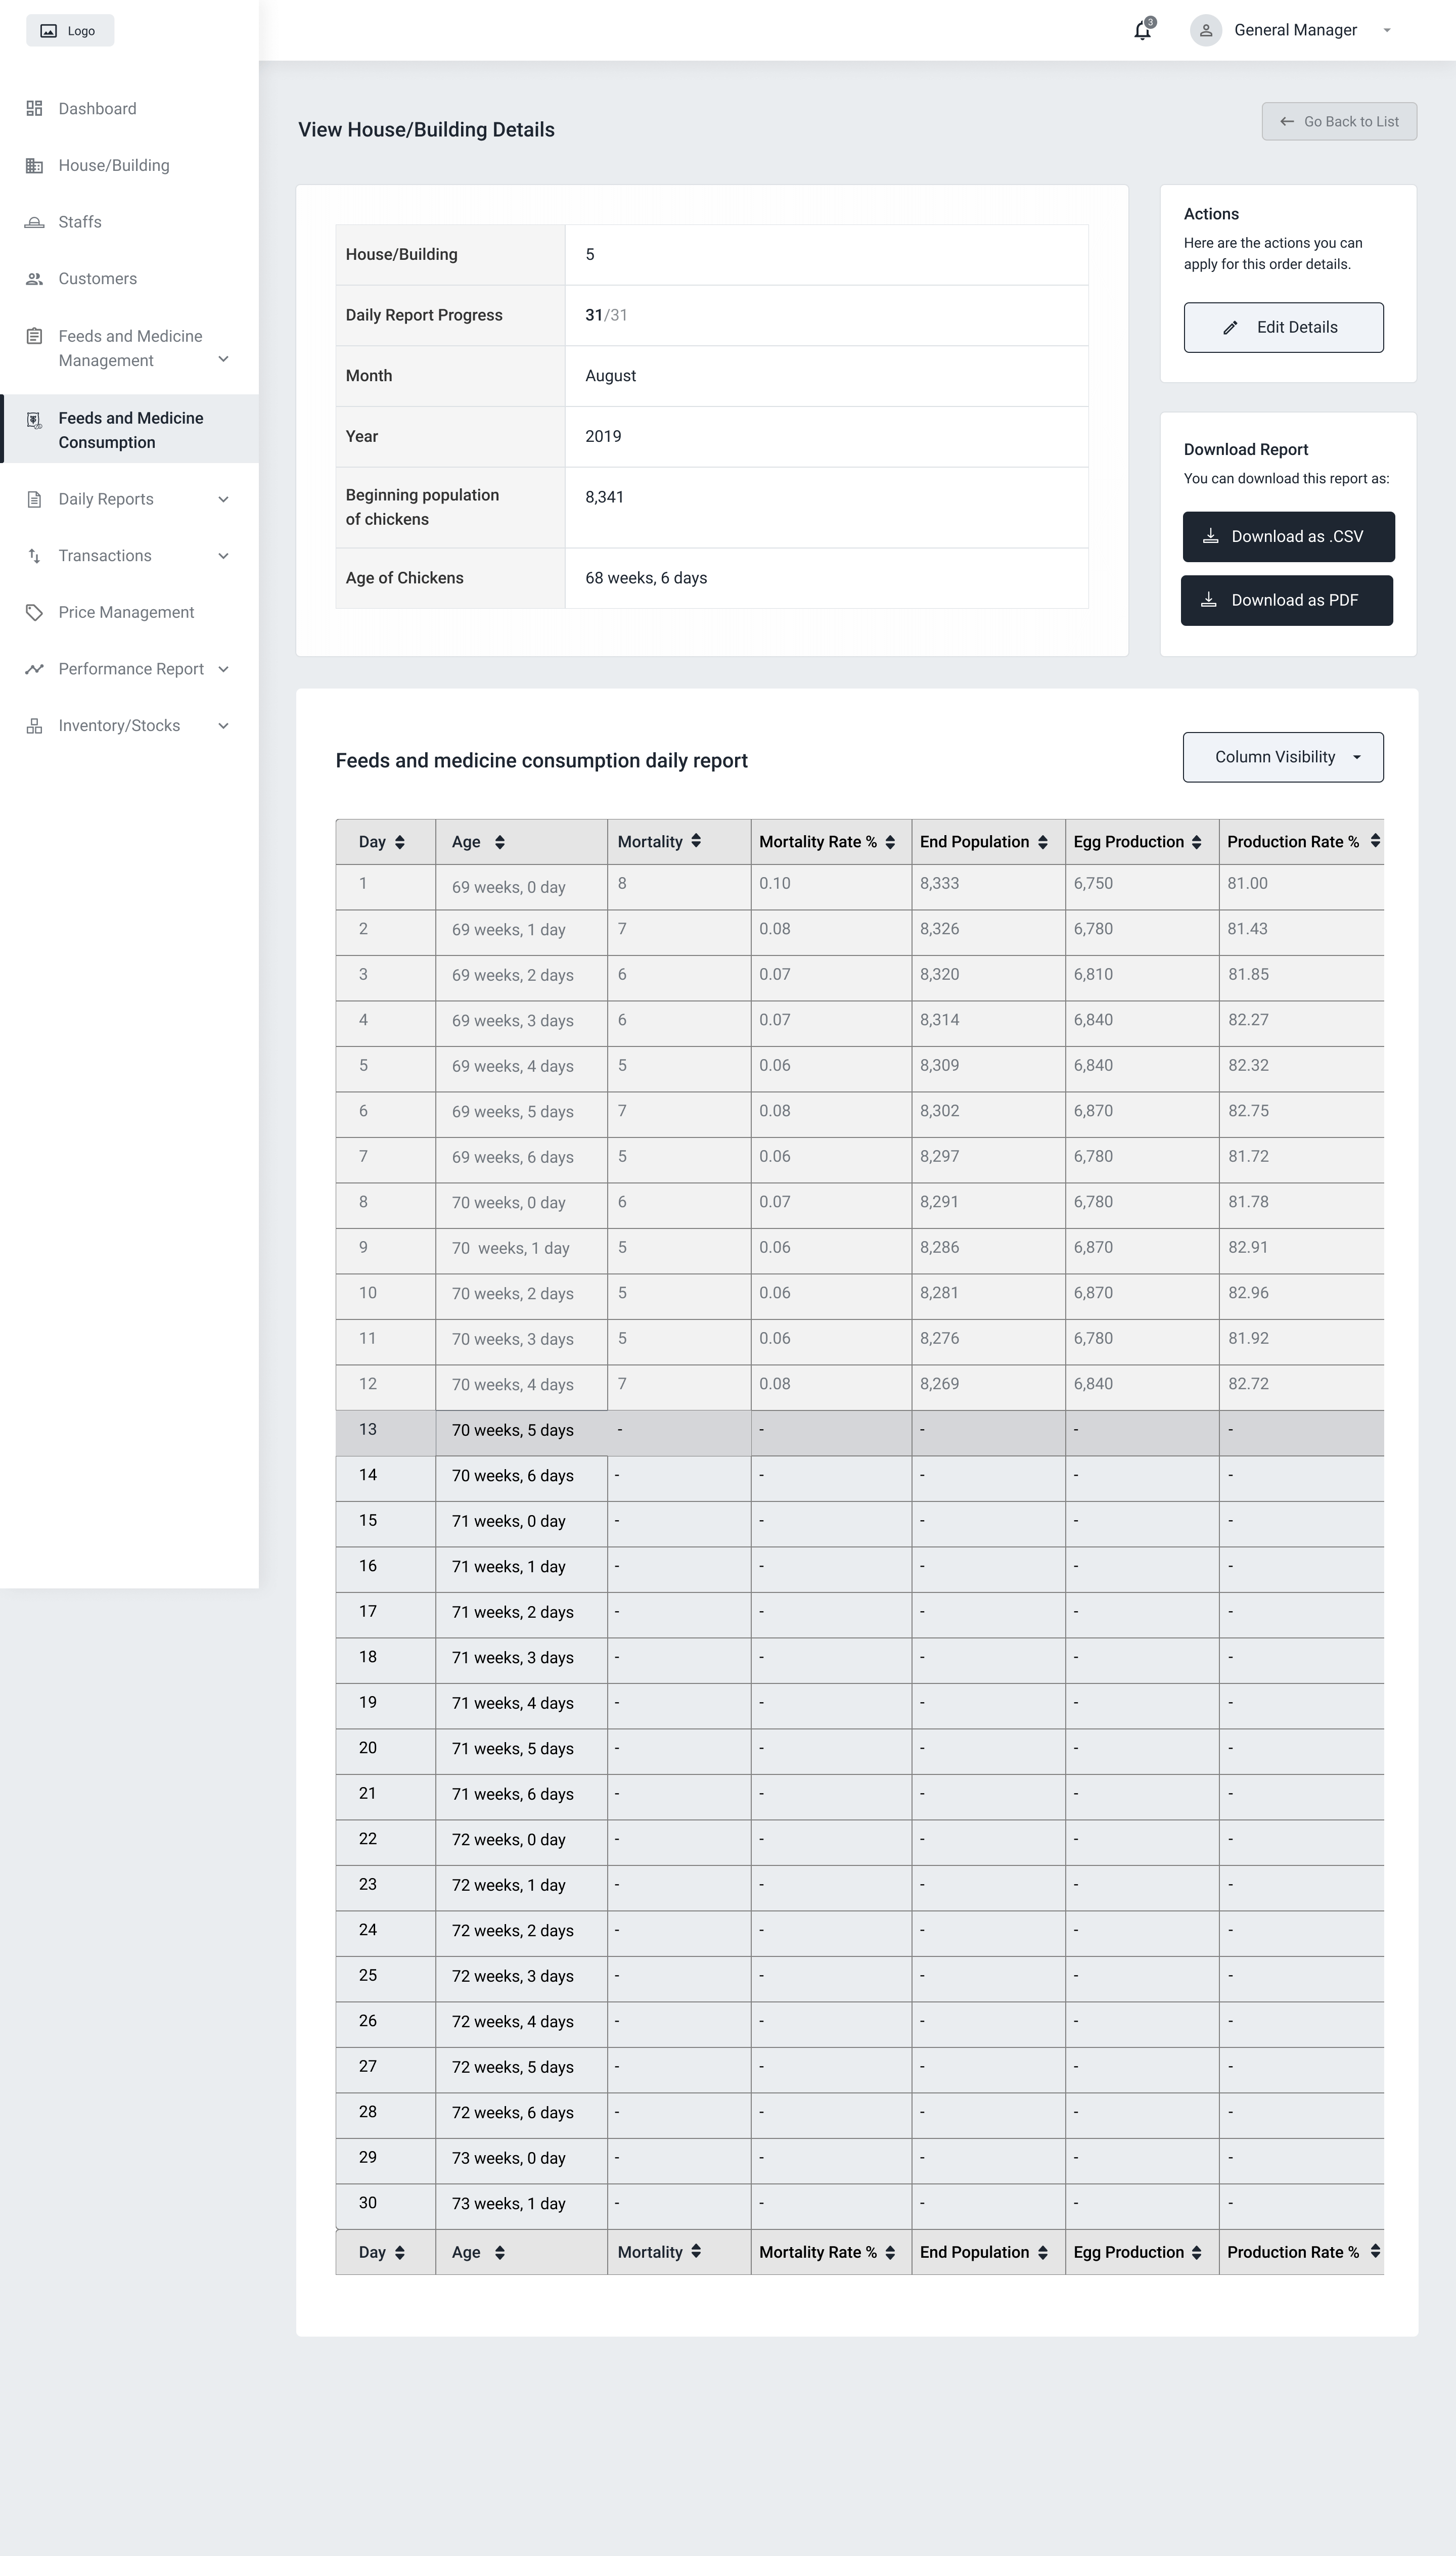 Logo
3
General Manager
Dashboard
House/Building
Staffs
Customers
Feeds and Medicine
Management
Feeds and Medicine
Consumption
Daily Reports
Transactions
Price Management
Performance Report
Inventory/Stocks
View House/Building Details
Go Back to List
House/Building 5
Daily Report Progress 31/31
Month August
Year 2019
Beginning population 8,341
of chickens
Age of Chickens 68 weeks, 6 days
Actions
Here are the actions you can
apply for this order details.
Edit Details
Download Report
You can download this report as:
Download as .CSV
Download as PDF
Feeds and medicine consumption daily report
Column Visibility
Day Age Mortality Mortality Rate % End Population Egg Production Production Rate %
1 69 weeks, 0 day 8 0.10 8,333 6,750 81.00
2 69 weeks, 1 day 7 0.08 8,326 6,780 81.43
3 69 weeks, 2 days 6 0.07 8,320 6,810 81.85
4 69 weeks, 3 days 6 0.07 8,314 6,840 82.27
5 69 weeks, 4 days 5 0.06 8,309 6,840 82.32
6 69 weeks, 5 days 7 0.08 8,302 6,870 82.75
7 69 weeks, 6 days 5 0.06 8,297 6,780 81.72
8 70 weeks, 0 day 6 0.07 8,291 6,780 81.78
9 70 weeks, 1 day 5 0.06 8,286 6,870 82.91
10 70 weeks, 2 days 5 0.06 8,281 6,870 82.96
11 70 weeks, 3 days 5 0.06 8,276 6,780 81.92
12 70 weeks, 4 days 7 0.08 8,269 6,840 82.72
13 70 weeks, 5 days - - - - -
14 70 weeks, 6 days - - - - -
15 71 weeks, 0 day - - - - -
16 71 weeks, 1 day - - - - -
17 71 weeks, 2 days - - - - -
18 71 weeks, 3 days - - - - -
19 71 weeks, 4 days - - - - -
20 71 weeks, 5 days - - - - -
21 71 weeks, 6 days - - - - -
22 72 weeks, 0 day - - - - -
23 72 weeks, 1 day - - - - -
24 72 weeks, 2 days - - - - -
25 72 weeks, 3 days - - - - -
26 72 weeks, 4 days - - - - -
27 72 weeks, 5 days - - - - -
28 72 weeks, 6 days - - - - -
29 73 weeks, 0 day - - - - -
30 73 weeks, 1 day - - - - -
Day Age Mortality Mortality Rate % End Population Egg Production Production Rate %